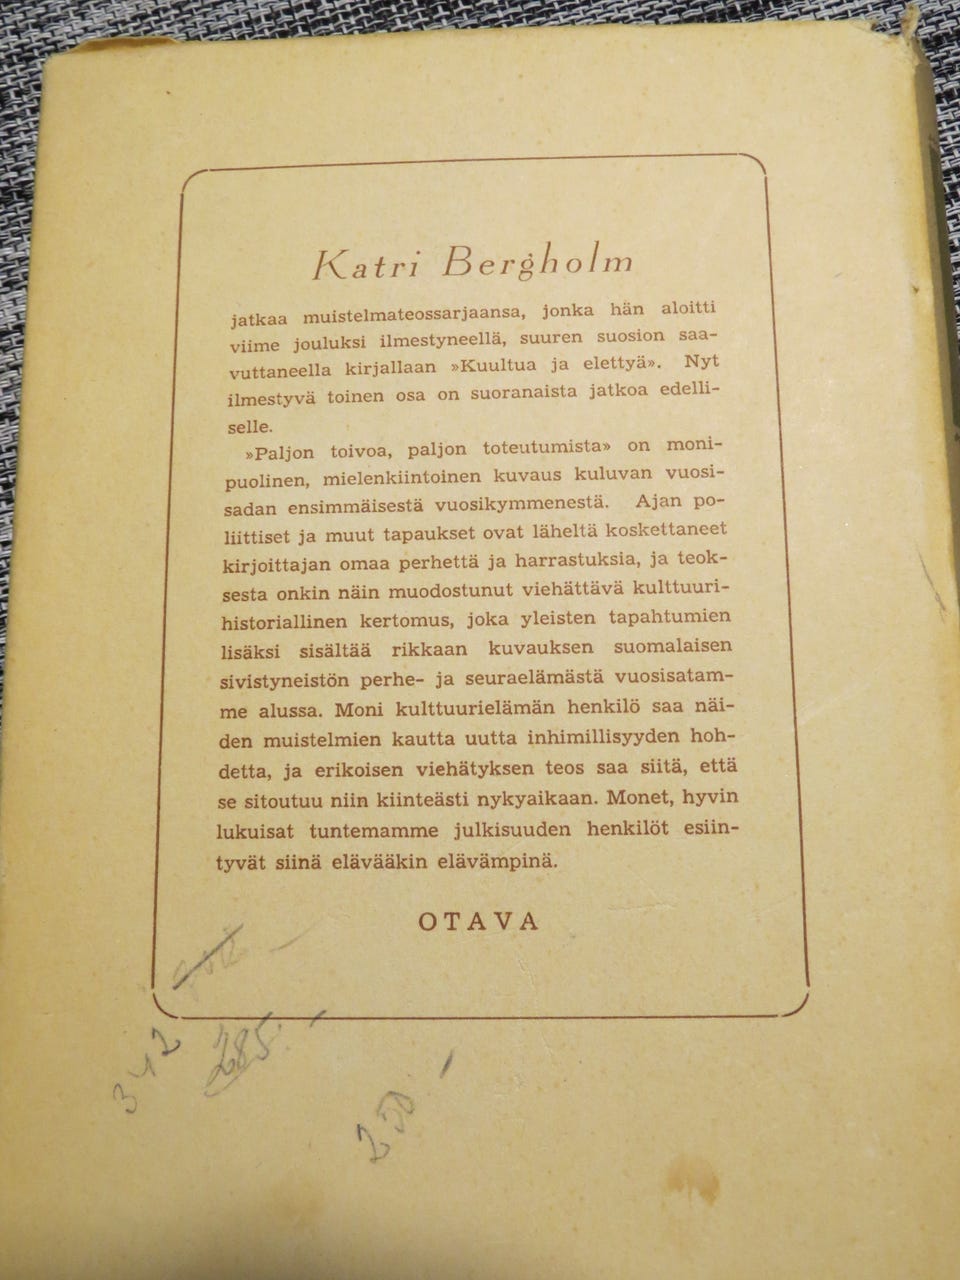 Katri Bergholm
jatkaa muistelmateossarjaansa, jonka hän aloitti
viime jouluksi ilmestyneellä, suuren suosion saa-
vuttaneella kirjallaan »Kuultua ja elettyä». Nyt
ilmestyvä toinen osa on suoranaista jatkoa edelli-
selle.
»Paljon toivoa, paljon toteutumista» on moni-
puolinen, mielenkiintoinen kuvaus kuluvan vuosi-
sadan ensimmäisestä vuosikymmenestä. Ajan po-
liittiset ja muut tapaukset ovat läheltä koskettaneet
kirjoittajan omaa perhettä ja harrastuksia, ja teok-
sesta onkin näin muodostunut viehättävä kulttuuri-
historiallinen kertomus, joka yleisten tapahtumien
lisäksi sisältää rikkaan kuvauksen suomalaisen
sivistyneistön perhe- ja seuraelämästä vuosisatam-
me alussa. Moni kulttuurielämän henkilö saa näi-
den muistelmien kautta uutta inhimillisyyden hoh-
detta, ja erikoisen viehätyksen teos saa siitä, että
se sitoutuu niin kiinteästi nykyaikaan. Monet, hyvin
lukuisat tuntemamme julkisuuden henkilöt esiin-
tyvät siinä elävääkin elävämpinä.
OTAVA
342
285